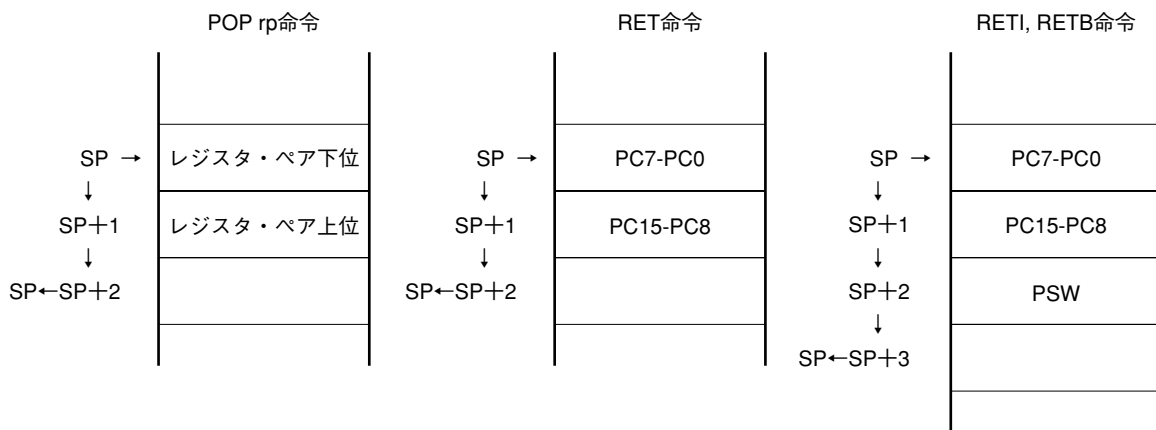 POP rp命令
RET命令
RETI, RETB命令
SP → レジスタ・ペア下位
↓
SP+1 レジスタ・ペア上位
↓
SP←SP+2
SP → PC7-PC0
↓
SP+1 PC15-PC8
↓
SP←SP+2
SP → PC7-PC0
↓
SP+1 PC15-PC8
↓
SP+2 PSW
↓
SP←SP+3